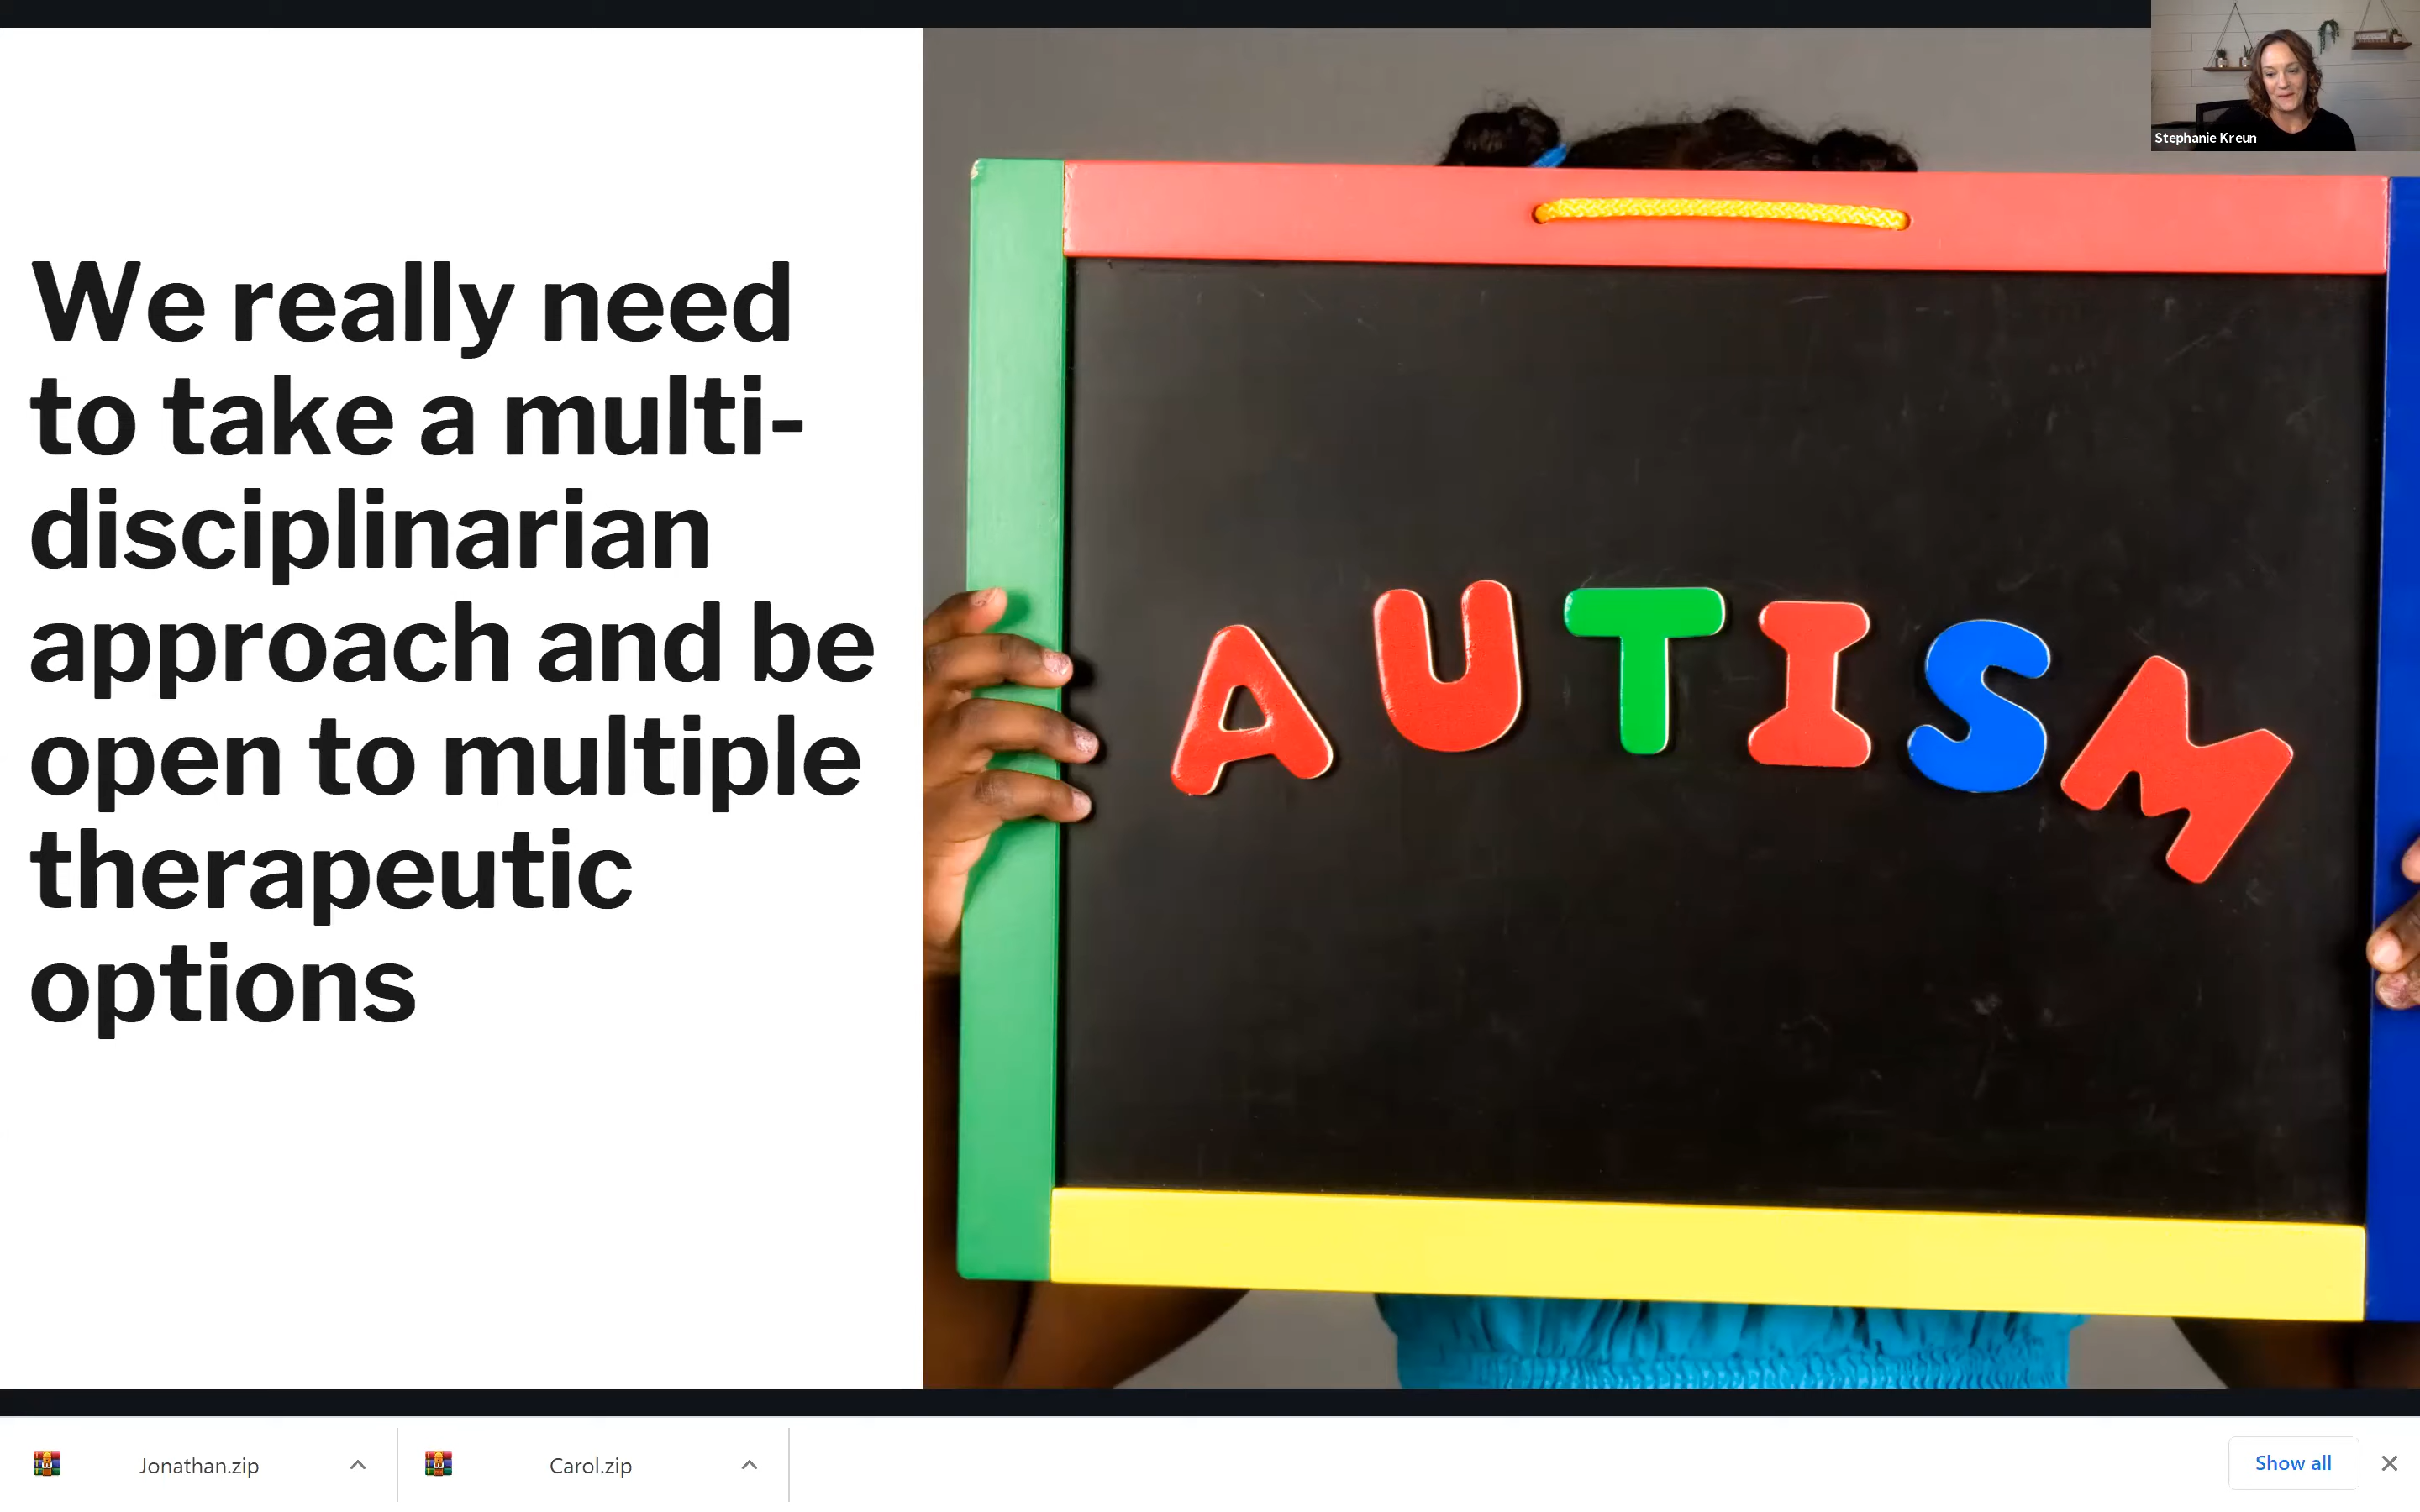 Stephanie Kreun
We really need
to take a multi-
disciplinarian
approach and be
open to multiple
therapeutic
options
AUTISM
Jonathan.zip
Carol.zip
Show all